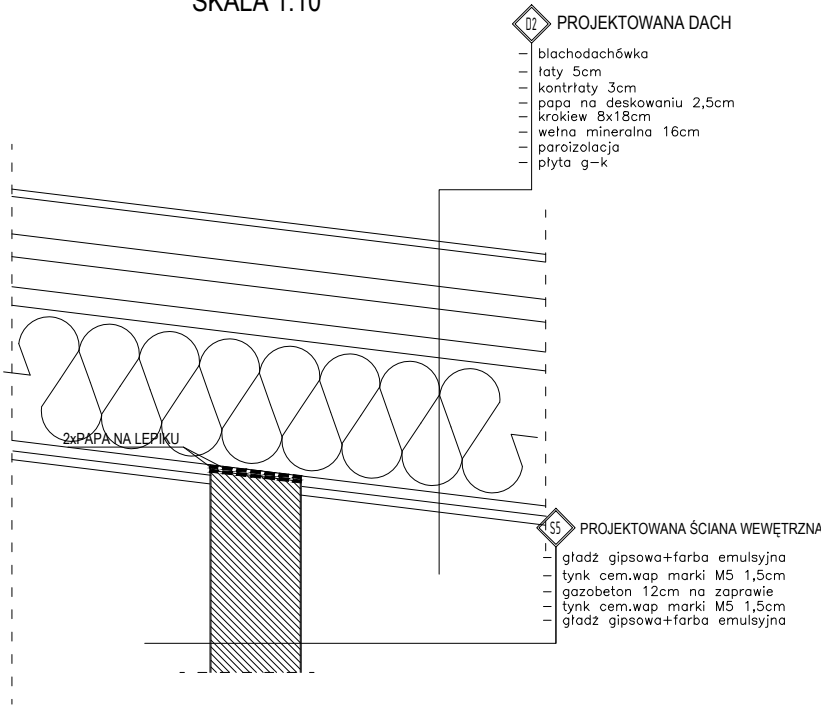 SKALA 1:10
D2 PROJEKTOWANA DACH
– blachodachówka
– łaty 5cm
– kontrłaty 3cm
– papa na deskowaniu 2,5cm
– krokiew 8x18cm
– wełna mineralna 16cm
– paroizolacja
– płyta g–k
2xPAPA NA LEPIKU
S5 PROJEKTOWANA ŚCIANA WEWĘTRZNA
– gładź gipsowa+farba emulsyjna
– tynk cem.wap marki M5 1,5cm
– gazobeton 12cm na zaprawie
– tynk cem.wap marki M5 1,5cm
– gładź gipsowa+farba emulsyjna